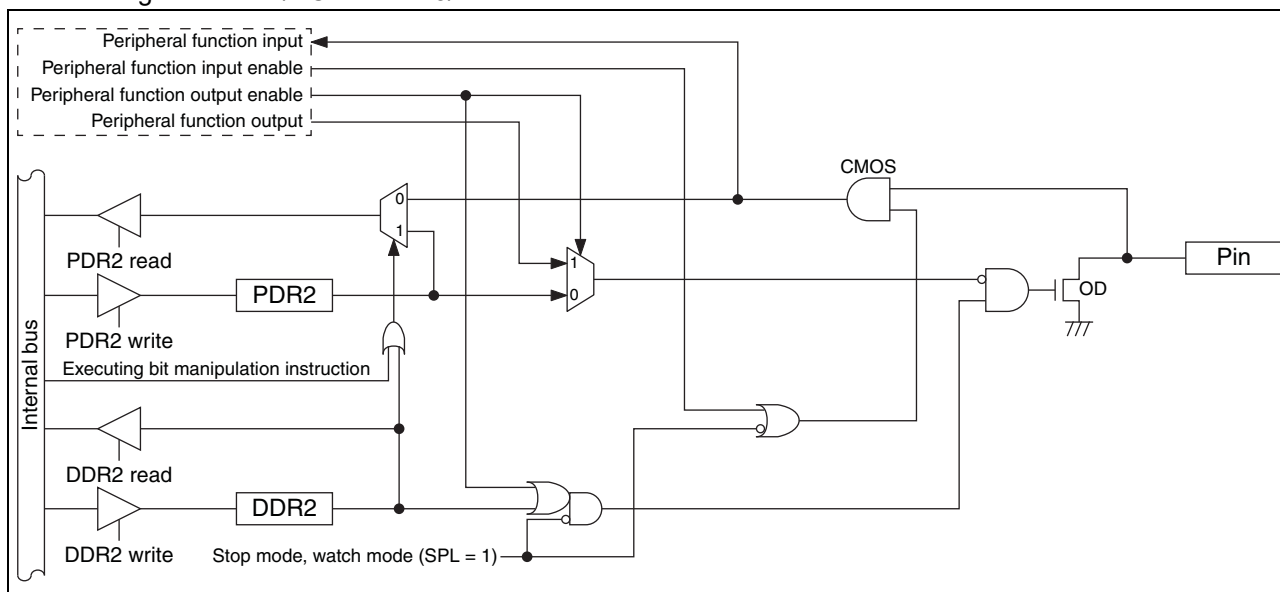 Peripheral function input
Peripheral function input enable
Peripheral function output enable
Peripheral function output
CMOS
0
1
PDR2 read
1
Pin
PDR2
0
OD
PDR2 write
Executing bit manipulation instruction
Internal bus
DDR2 read
DDR2
DDR2 write
Stop mode, watch mode (SPL = 1)